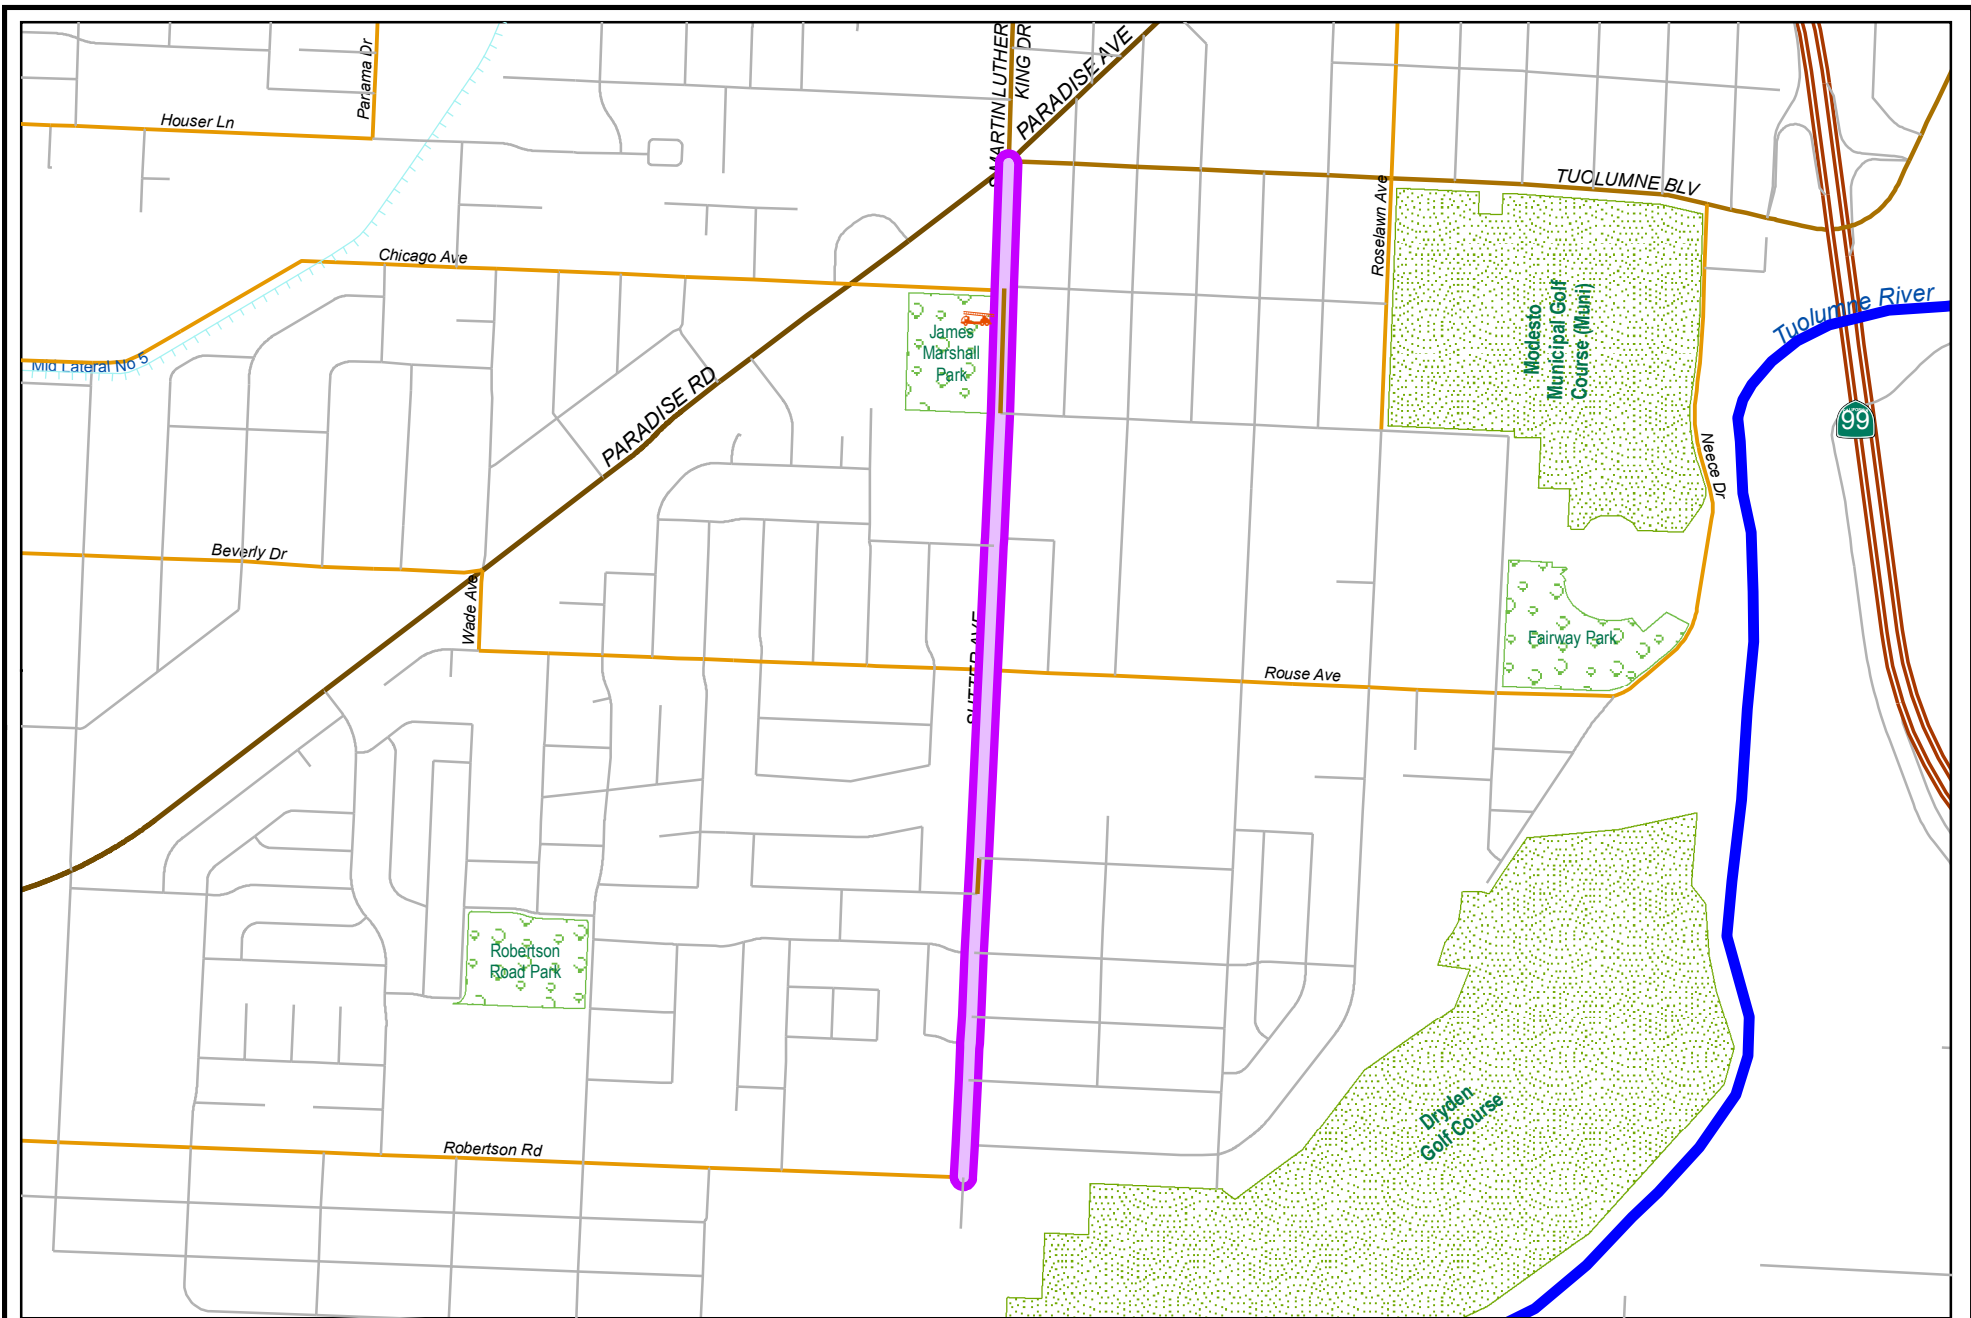 Panama Dr
S MARTIN LUTHER
KING DR
PARADISE AVE
Houser Ln
TUOLUMNE BLV
Roselawn Ave
Chicago Ave
Modesto
Municipal Golf
Course (Muni)
Tuolumne River
James
Marshall
Park
Mid Lateral No 5
PARADISE RD
CALIFORNIA
99
Neece Dr
Beverly Dr
Wade Ave
SUTTER AVE
Fairway Park
Rouse Ave
Robertson
Road Park
Dryden
Golf Course
Robertson Rd